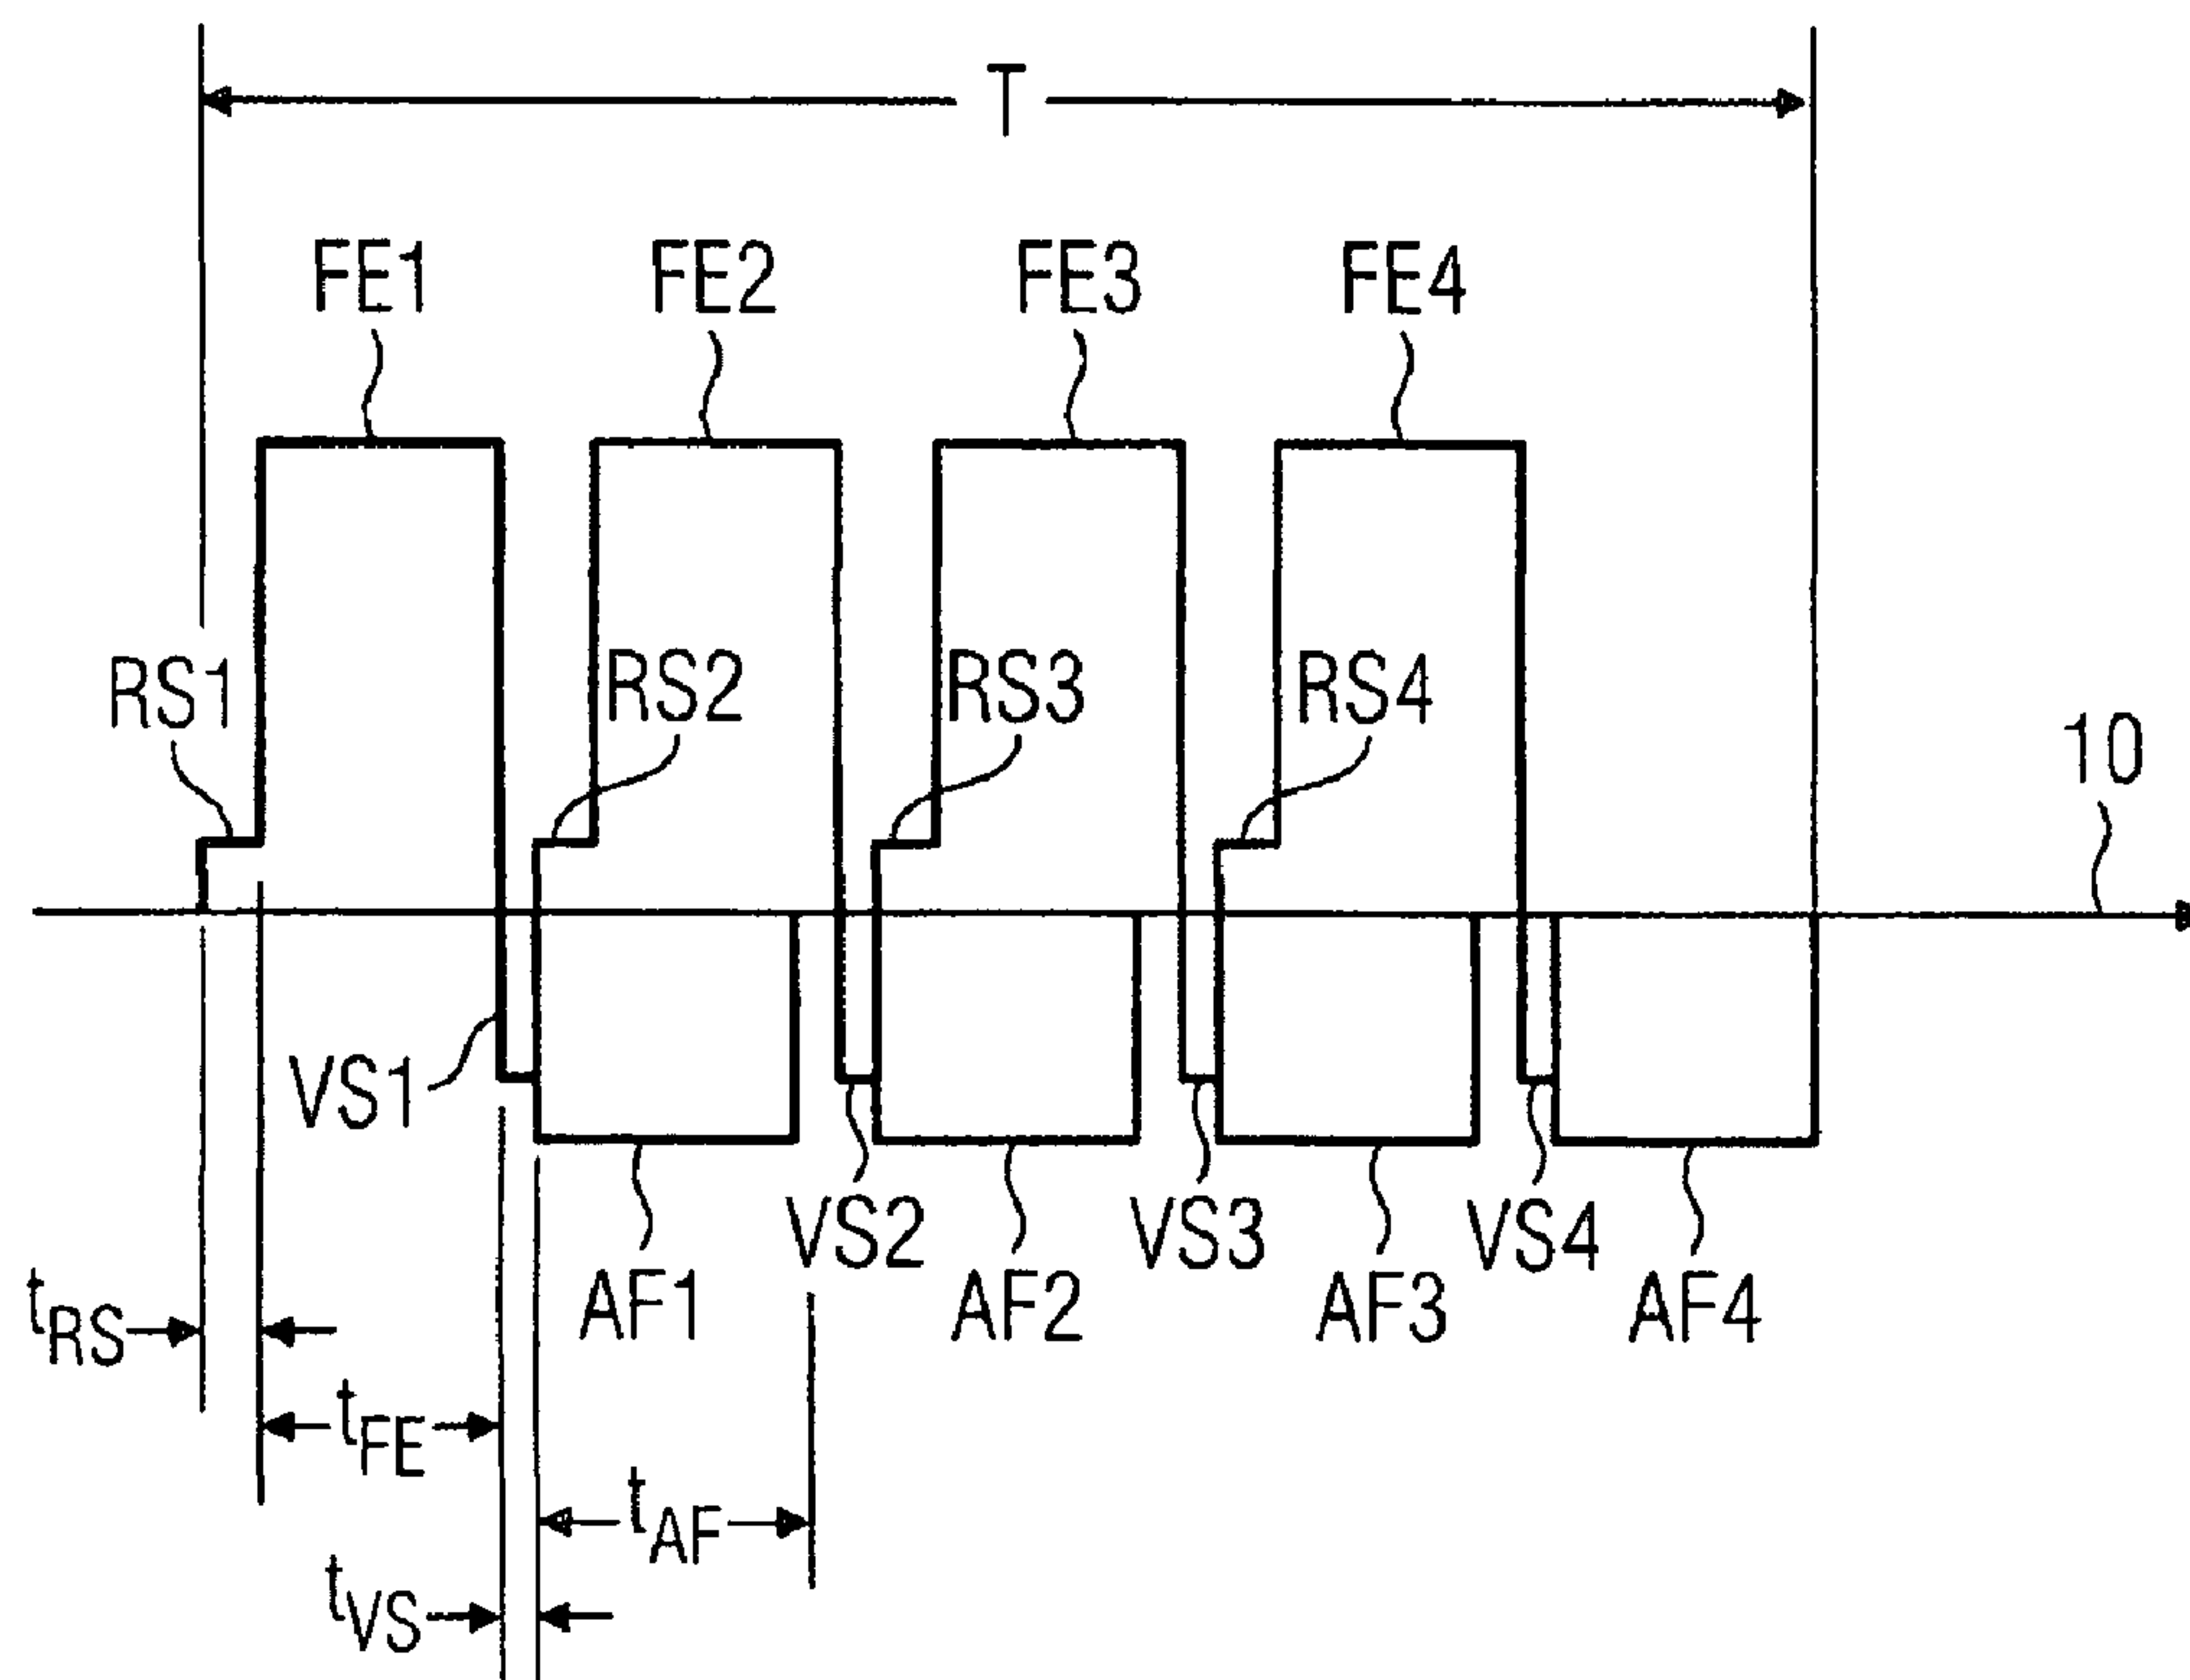 T
FE1 FE2 FE3 FE4
RS1 RS2 RS3 RS4
10
VS1
VS2 VS3 VS4
AF1 AF2 AF3 AF4
tRS
tFE
tAF
tVS